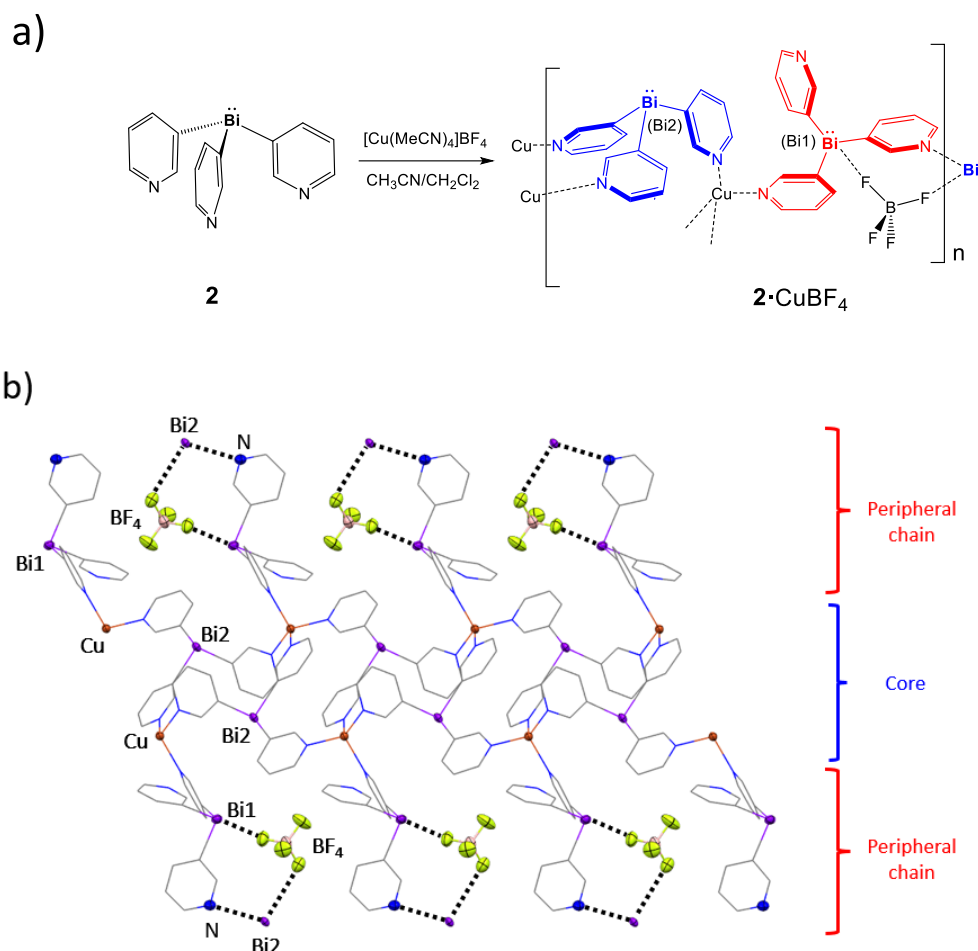 a)
Bi
N
N
N
2
[Cu(MeCN)4]BF4
CH3CN/CH2Cl2
Bi
(Bi2)
Cu
N
N
Cu
N
Cu
N
N
(Bi1)
Bi
N
Bi
F
B
F
F
F
n
2·CuBF4
b)
Bi2
N
BF4
Bi1
Cu
Bi2
Cu
Bi2
Bi1
BF4
N
Bi2
Peripheral
chain
Core
Peripheral
chain